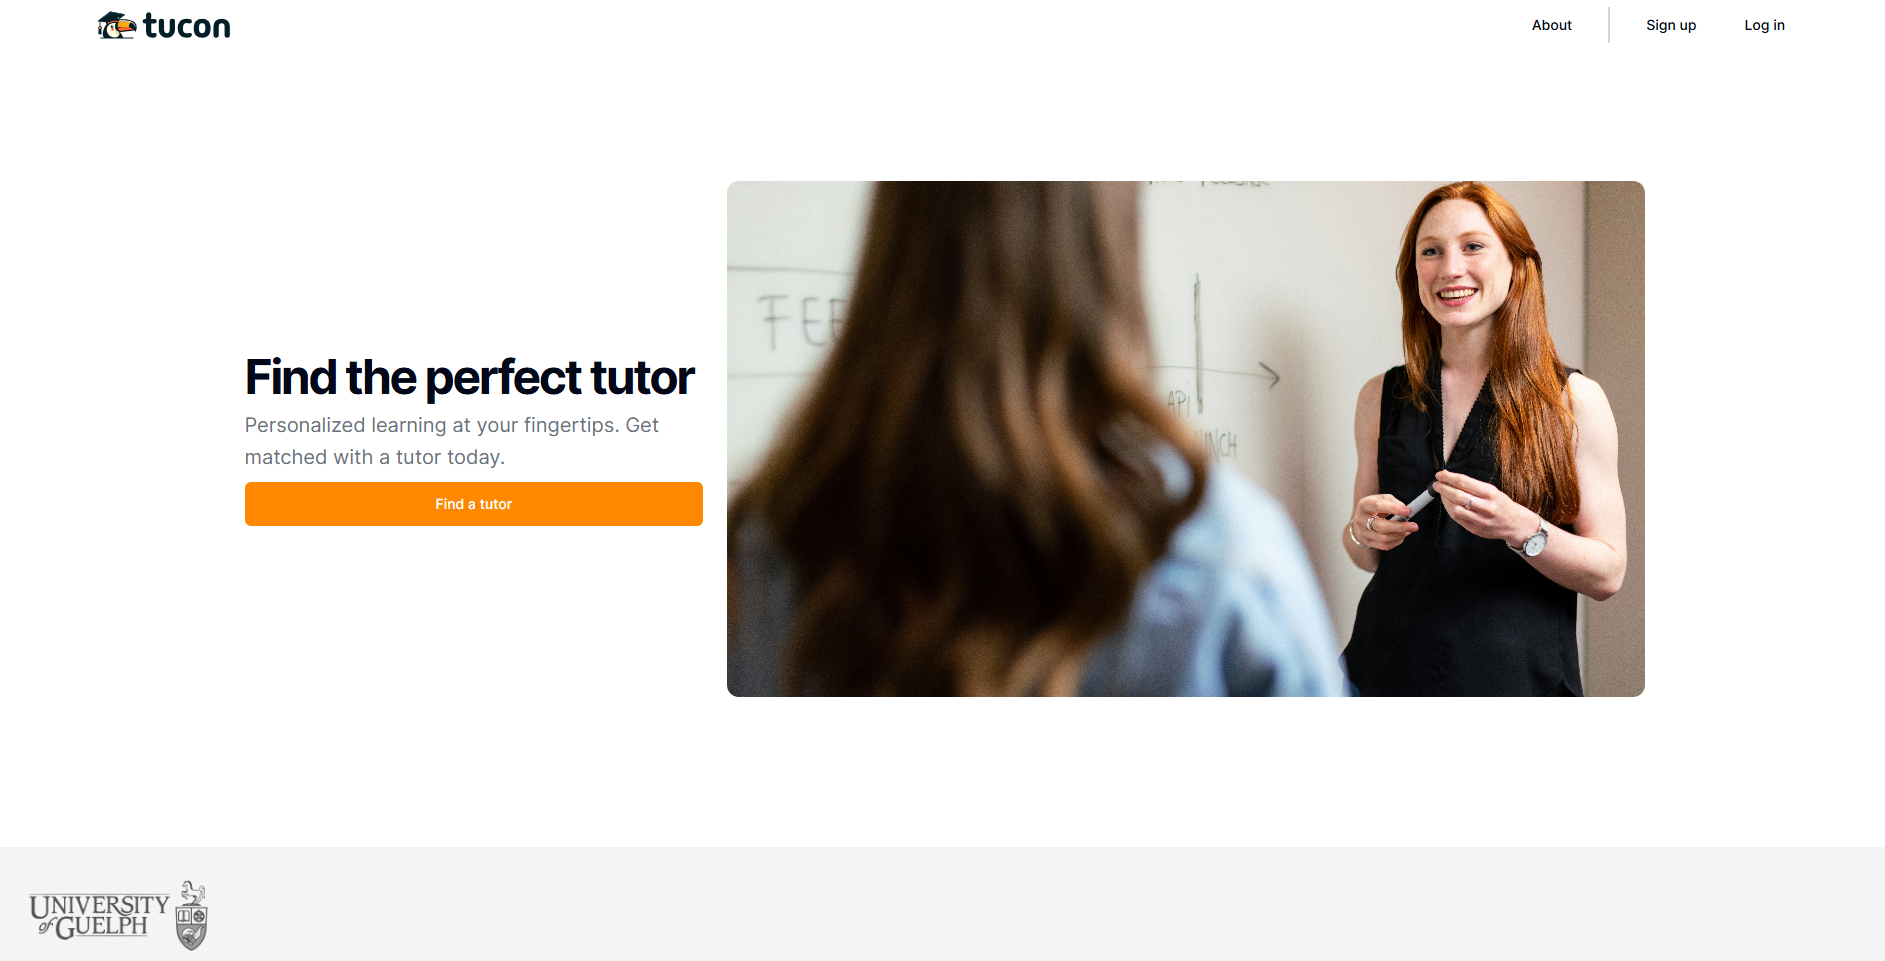 tucon
About
Sign up
Log in
Find the perfect tutor
Personalized learning at your fingertips. Get
matched with a tutor today.
Find a tutor
FEE
API
UNIVERSITY
of GUELPH